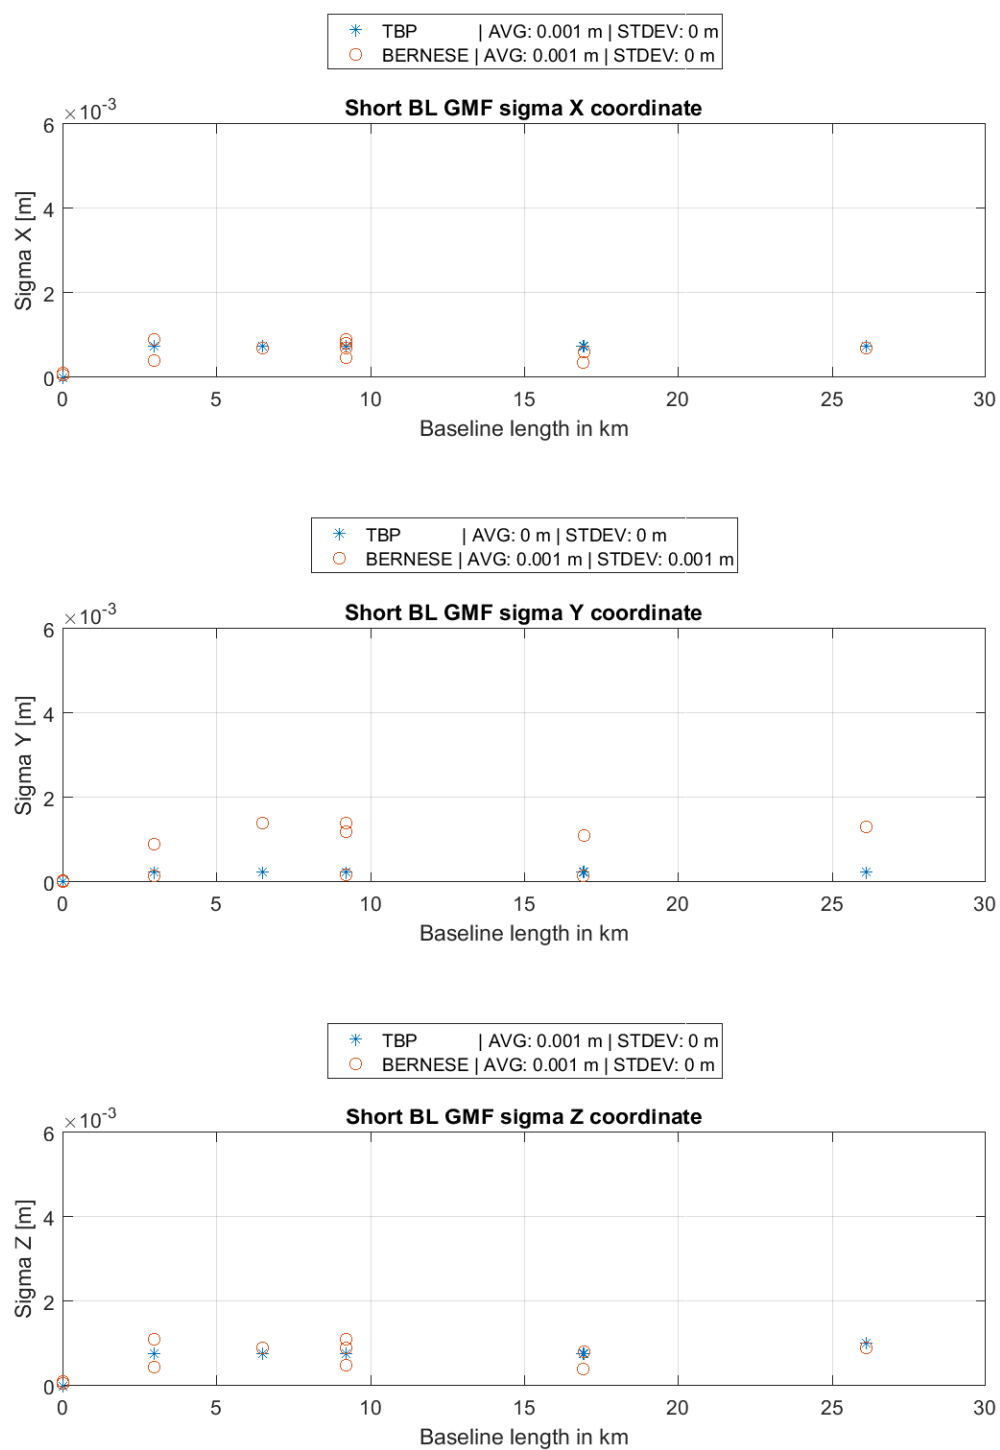 TBP | AVG: 0.001 m | STDEV: 0 m
BERNESE | AVG: 0.001 m | STDEV: 0 m
Short BL GMF sigma X coordinate
×10-3
6
4
2
0
Sigma X [m]
0 5 10 15 20 25 30
Baseline length in km
TBP | AVG: 0 m | STDEV: 0 m
BERNESE | AVG: 0.001 m | STDEV: 0.001 m
Short BL GMF sigma Y coordinate
×10-3
6
4
2
0
Sigma Y [m]
0 5 10 15 20 25 30
Baseline length in km
TBP | AVG: 0.001 m | STDEV: 0 m
BERNESE | AVG: 0.001 m | STDEV: 0 m
Short BL GMF sigma Z coordinate
×10-3
6
4
2
0
Sigma Z [m]
0 5 10 15 20 25 30
Baseline length in km